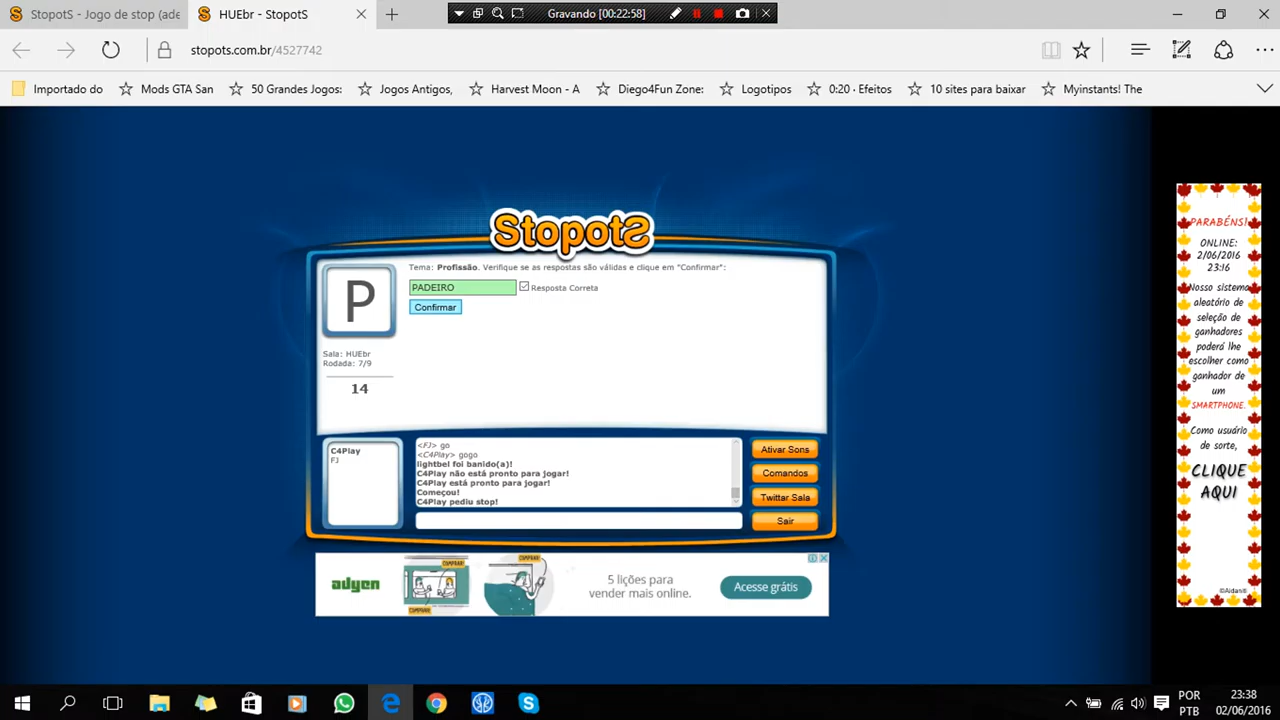 StopotS - Jogo de stop (ade
HUEbr - StopotS
Gravando [00:22:58]
stopots.com.br/4527742
Importado do
Mods GTA San
50 Grandes Jogos:
Jogos Antigos,
Harvest Moon - A
Diego4Fun Zone:
Logotipos
0:20 · Efeitos
10 sites para baixar
Myinstants! The
StopotS
P
Tema: Profissão. Verifique se as respostas são válidas e clique em "Confirmar":
PADEIRO
Resposta Correta
Confirmar
Sala: HUEbr
Rodada: 7/9
14
C4Play
FJ
<FJ> go
<C4Play> gogo
lightbel foi banido(a)!
C4Play não está pronto para jogar!
C4Play está pronto para jogar!
Começou!
C4Play pediu stop!
Ativar Sons
Comandos
Twittar Sala
Sair
adyen
COMPRAR
COMPRAR
COMPRAR
COMPRAR
5 lições para
vender mais online.
Acesse grátis
PARABÉNS!
ONLINE:
2/06/2016
23:16
Nosso sistema
aleatório de
seleção de
ganhadores
poderá lhe
escolher como
ganhador de
um
SMARTPHONE.
Como usuário
de sorte,
CLIQUE
AQUI
©Aidan®
POR
PTB
23:38
02/06/2016